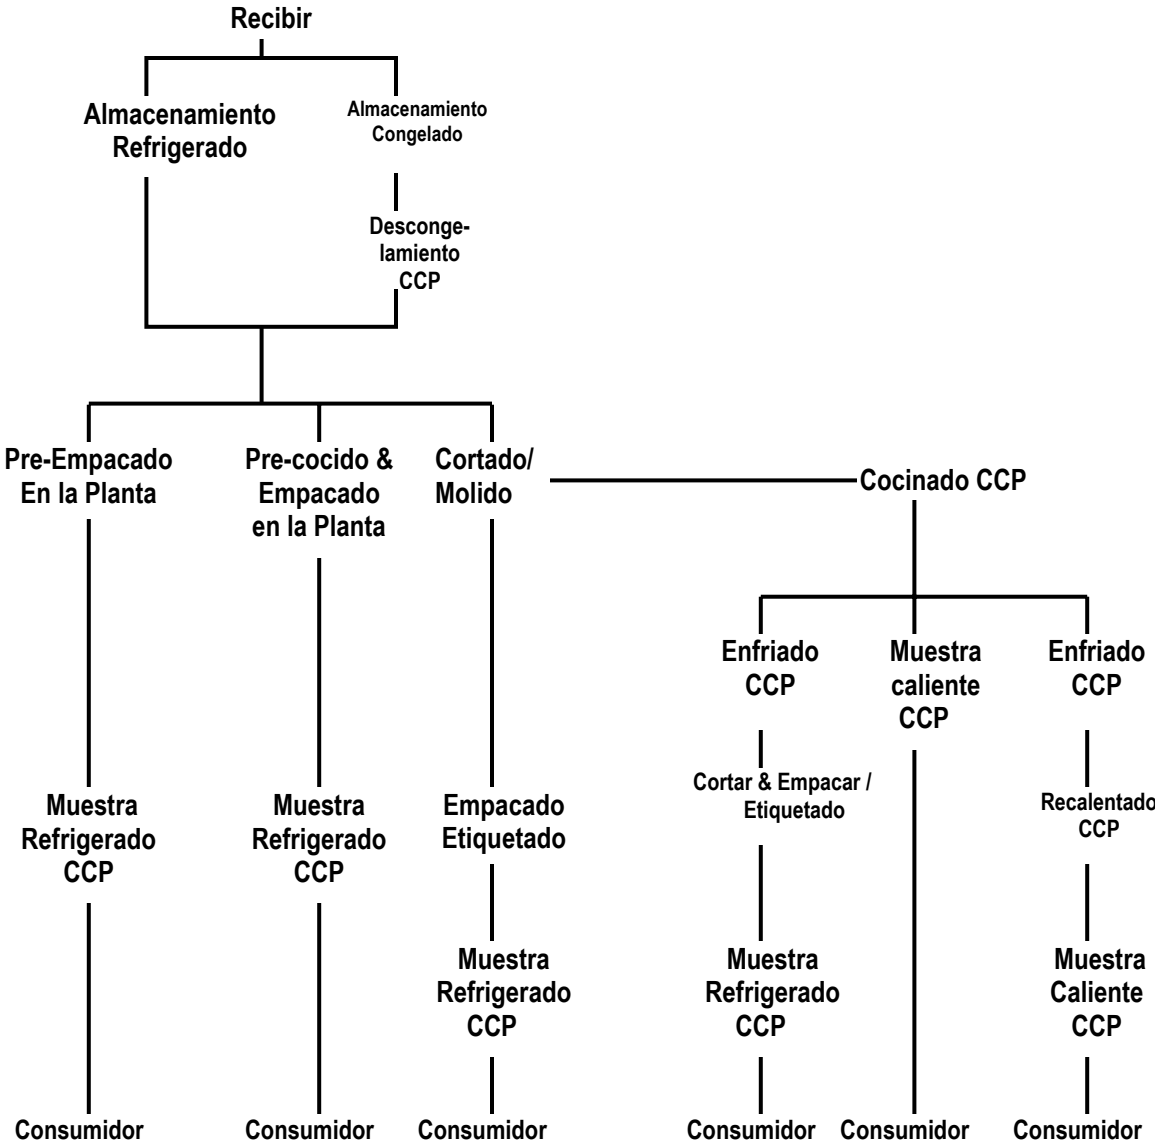 Recibir
Almacenamiento
Refrigerado
Almacenamiento
Congelado
Desconge-
lamiento
CCP
Pre-Empacado
En la Planta
Pre-cocido &
Empacado
en la Planta
Cortado/
Molido
Cocinado CCP
Enfriado
CCP
Muestra
caliente
CCP
Enfriado
CCP
Cortar & Empacar /
Etiquetado
Recalentado
CCP
Muestra
Refrigerado
CCP
Muestra
Refrigerado
CCP
Empacado
Etiquetado
Muestra
Refrigerado
CCP
Muestra
Refrigerado
CCP
Muestra
Caliente
CCP
Consumidor
Consumidor
Consumidor
Consumidor
Consumidor
Consumidor